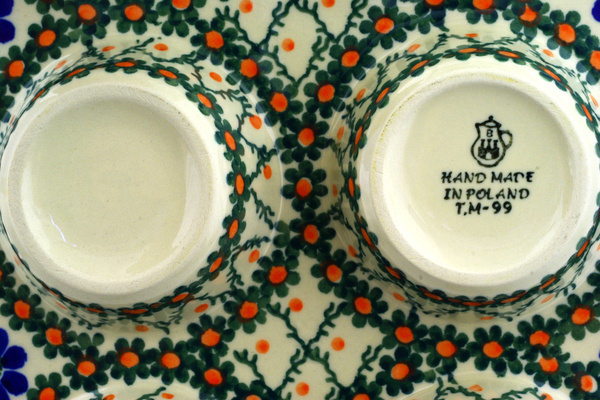 B
HAND MADE
IN POLAND
T.M-99